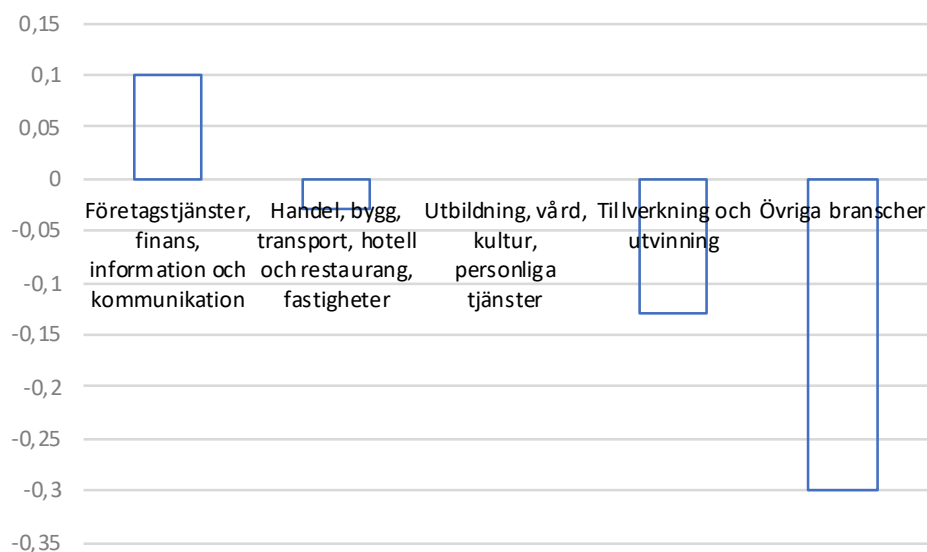 0,15
0,1
0,05
0
-0,05
-0,1
-0,15
-0,2
-0,25
-0,3
-0,35
Företagstjänster,
finans,
information och
kommunikation
Handel, bygg,
transport, hotell
och restaurang,
fastigheter
Utbildning, vård,
kultur,
personliga
tjänster
Tillverkning och
utvinning
Övriga branscher